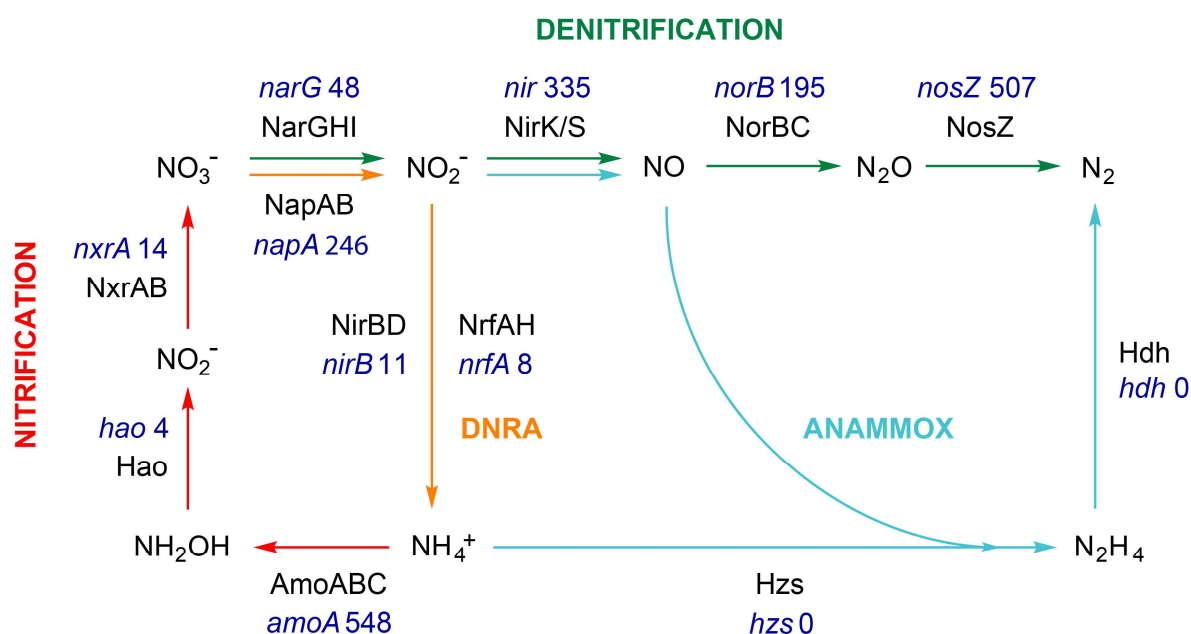 DENITRIFICATION
narG 48
nir 335
norB 195
nosZ 507
NarGHI
NirK/S
NorBC
NosZ
NO₃⁻
NO₂⁻
NO
N₂O
N₂
NapAB
napA 246
nxrA 14
NxrAB
NITRIFICATION
NirBD
NrfAH
nirB 11
nrfA 8
NO₂⁻
Hdh
hdh 0
hao 4
Hao
DNRA
ANAMMOX
NH₂OH
NH₄⁺
N₂H₄
AmoABC
amoA 548
Hzs
hzs 0